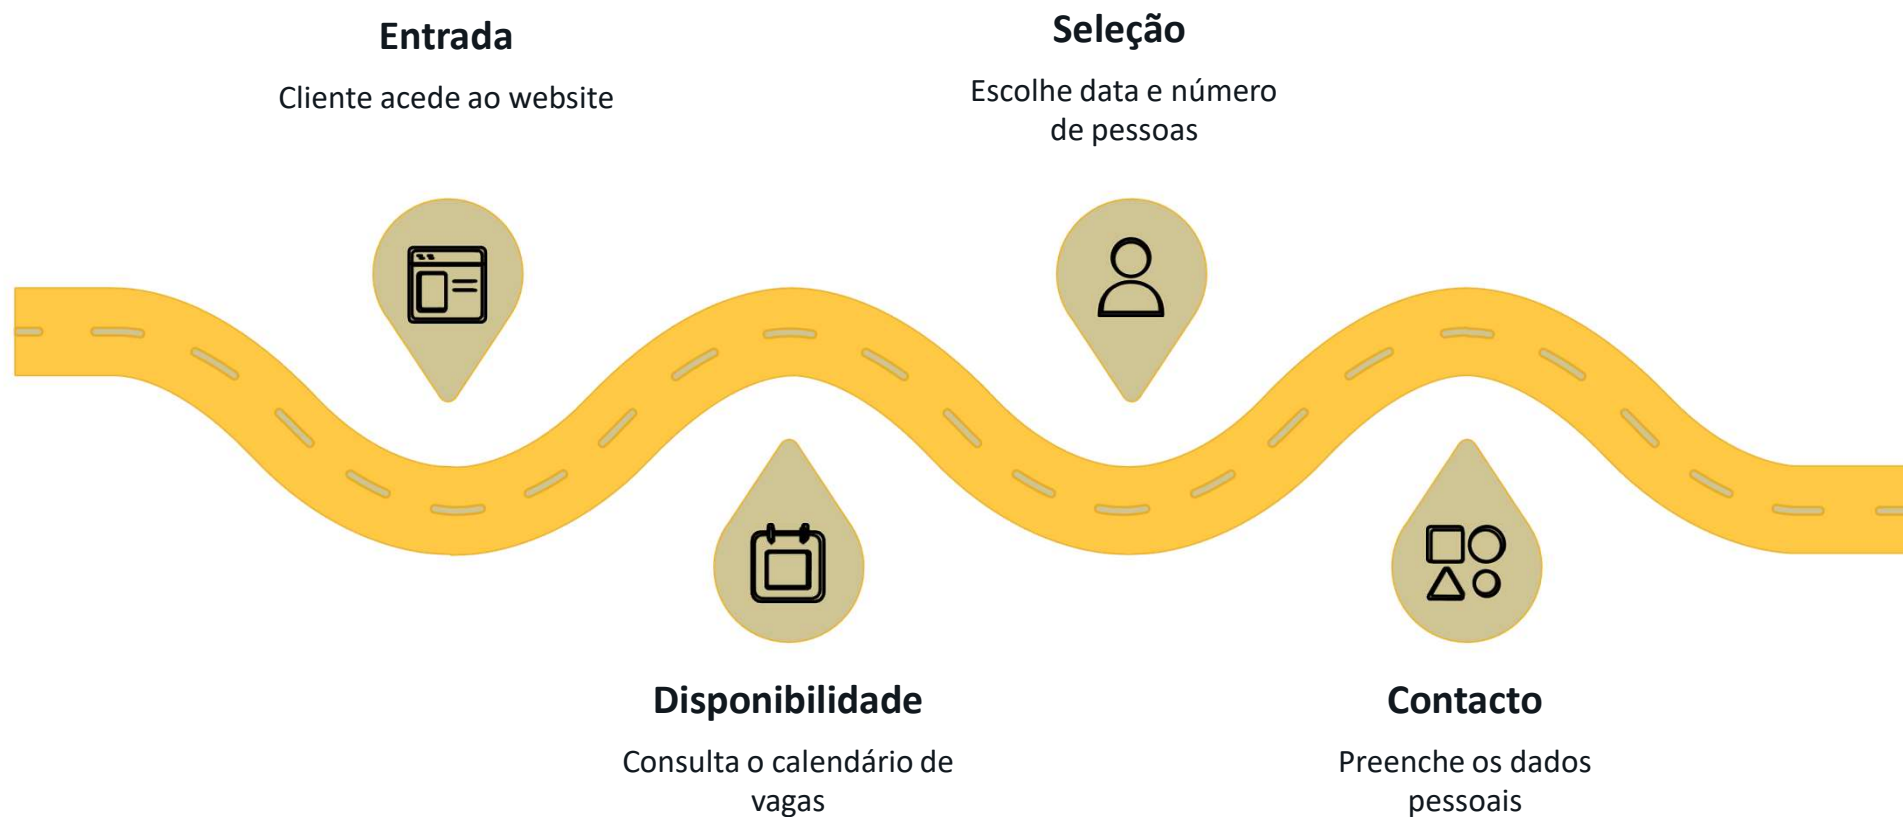 Entrada
Cliente acede ao website
Disponibilidade
Consulta o calendário de
vagas
Seleção
Escolhe data e número
de pessoas
Contacto
Preenche os dados
pessoais